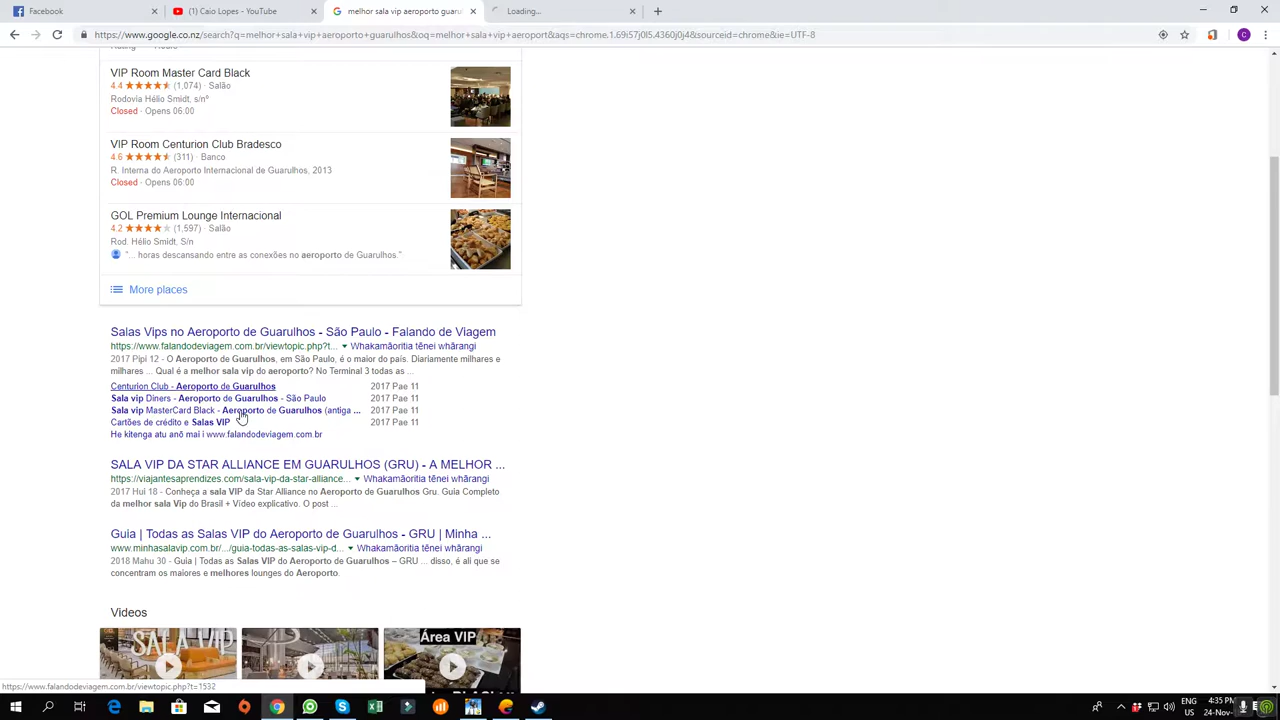 Facebook
(1) Caio Lopes - YouTube
melhor sala vip aeroporto guaru
Loading...
https://www.google.co.nz/search?q=melhor+sala+vip+aeroporto+guarulhos&oq=melhor+sala+vip+aeroport&aqs=chrome.1.69i57j0l5.4360j0j4&sourceid=chrome&ie=UTF-8
C
VIP Room Master Card Black
4.4 (1,074) · Salão
Rodovia Hélio Smidt, s/nº
Closed · Opens 06:00
VIP Room Centurion Club Bradesco
4.6 (311) · Banco
R. Interna do Aeroporto Internacional de Guarulhos, 2013
Closed · Opens 06:00
GOL Premium Lounge Internacional
4.2 (1,597) · Salão
Rod. Hélio Smidt, S/n
"... horas descansando entre as conexões no aeroporto de Guarulhos."
More places
Salas Vips no Aeroporto de Guarulhos - São Paulo - Falando de Viagem
https://www.falandodeviagem.com.br/viewtopic.php?t... Whakamāoritia tēnei whārangi
2017 Pipi 12 - O Aeroporto de Guarulhos, em São Paulo, é o maior do país. Diariamente milhares e
milhares ... Qual é a melhor sala vip do aeroporto? No Terminal 3 todas as ...
Centurion Club - Aeroporto de Guarulhos 2017 Pae 11
Sala vip Diners - Aeroporto de Guarulhos - São Paulo 2017 Pae 11
Sala vip MasterCard Black - Aeroporto de Guarulhos (antiga ... 2017 Pae 11
Cartões de crédito e Salas VIP 2017 Pae 11
He kitenga atu anō mai i www.falandodeviagem.com.br
SALA VIP DA STAR ALLIANCE EM GUARULHOS (GRU) - A MELHOR ...
https://viajantesaprendizes.com/sala-vip-da-star-alliance... Whakamāoritia tēnei whārangi
2017 Hui 18 - Conheça a sala VIP da Star Alliance no Aeroporto de Guarulhos Gru. Guia Completo
da melhor sala Vip do Brasil + Vídeo explicativo. O post ...
Guia | Todas as Salas VIP do Aeroporto de Guarulhos - GRU | Minha ...
www.minhasalavip.com.br/.../guia-todas-as-salas-vip-d... Whakamāoritia tēnei whārangi
2018 Mahu 30 - Guia | Todas as Salas VIP do Aeroporto de Guarulhos – GRU ... disso, é ali que se
concentram os maiores e melhores lounges do Aeroporto.
Videos
SALA VIP
Área VIP
https://www.falandodeviagem.com.br/viewtopic.php?t=1532
ENG
US
4:35 PM
24-Nov-